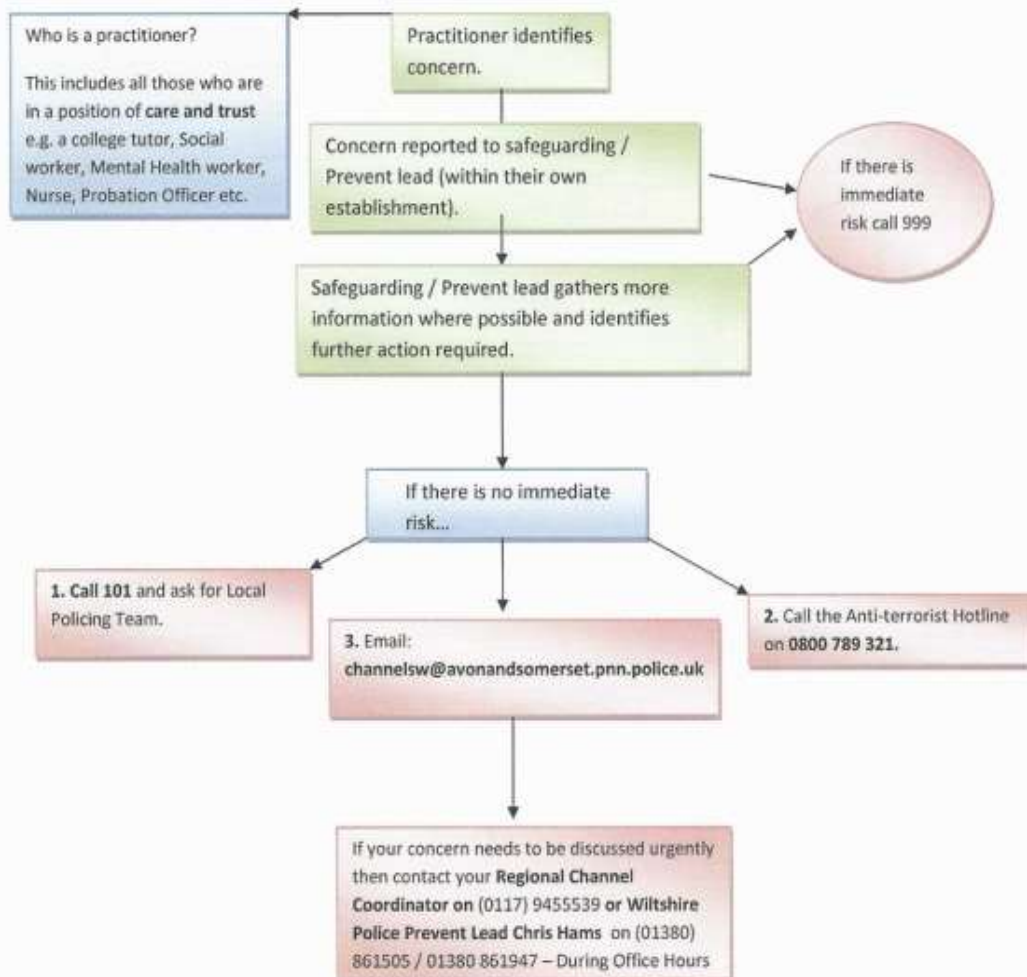 Who is a practitioner?
This includes all those who are
in a position of care and trust
e.g. a college tutor, Social
worker, Mental Health worker,
Nurse, Probation Officer etc.
Practitioner identifies
concern.
Concern reported to safeguarding /
Prevent lead (within their own
establishment).
If there is
immediate
risk call 999
Safeguarding / Prevent lead gathers more
information where possible and identifies
further action required.
If there is no immediate
risk...
1. Call 101 and ask for Local
Policing Team.
2. Call the Anti-terrorist Hotline
on 0800 789 321.
3. Email:
channelsw@avonandsomerset.pnn.police.uk
If your concern needs to be discussed urgently
then contact your Regional Channel
Coordinator on (0117) 9455539 or Wiltshire
Police Prevent Lead Chris Hams on (01380)
861505 / 01380 861947 – During Office Hours